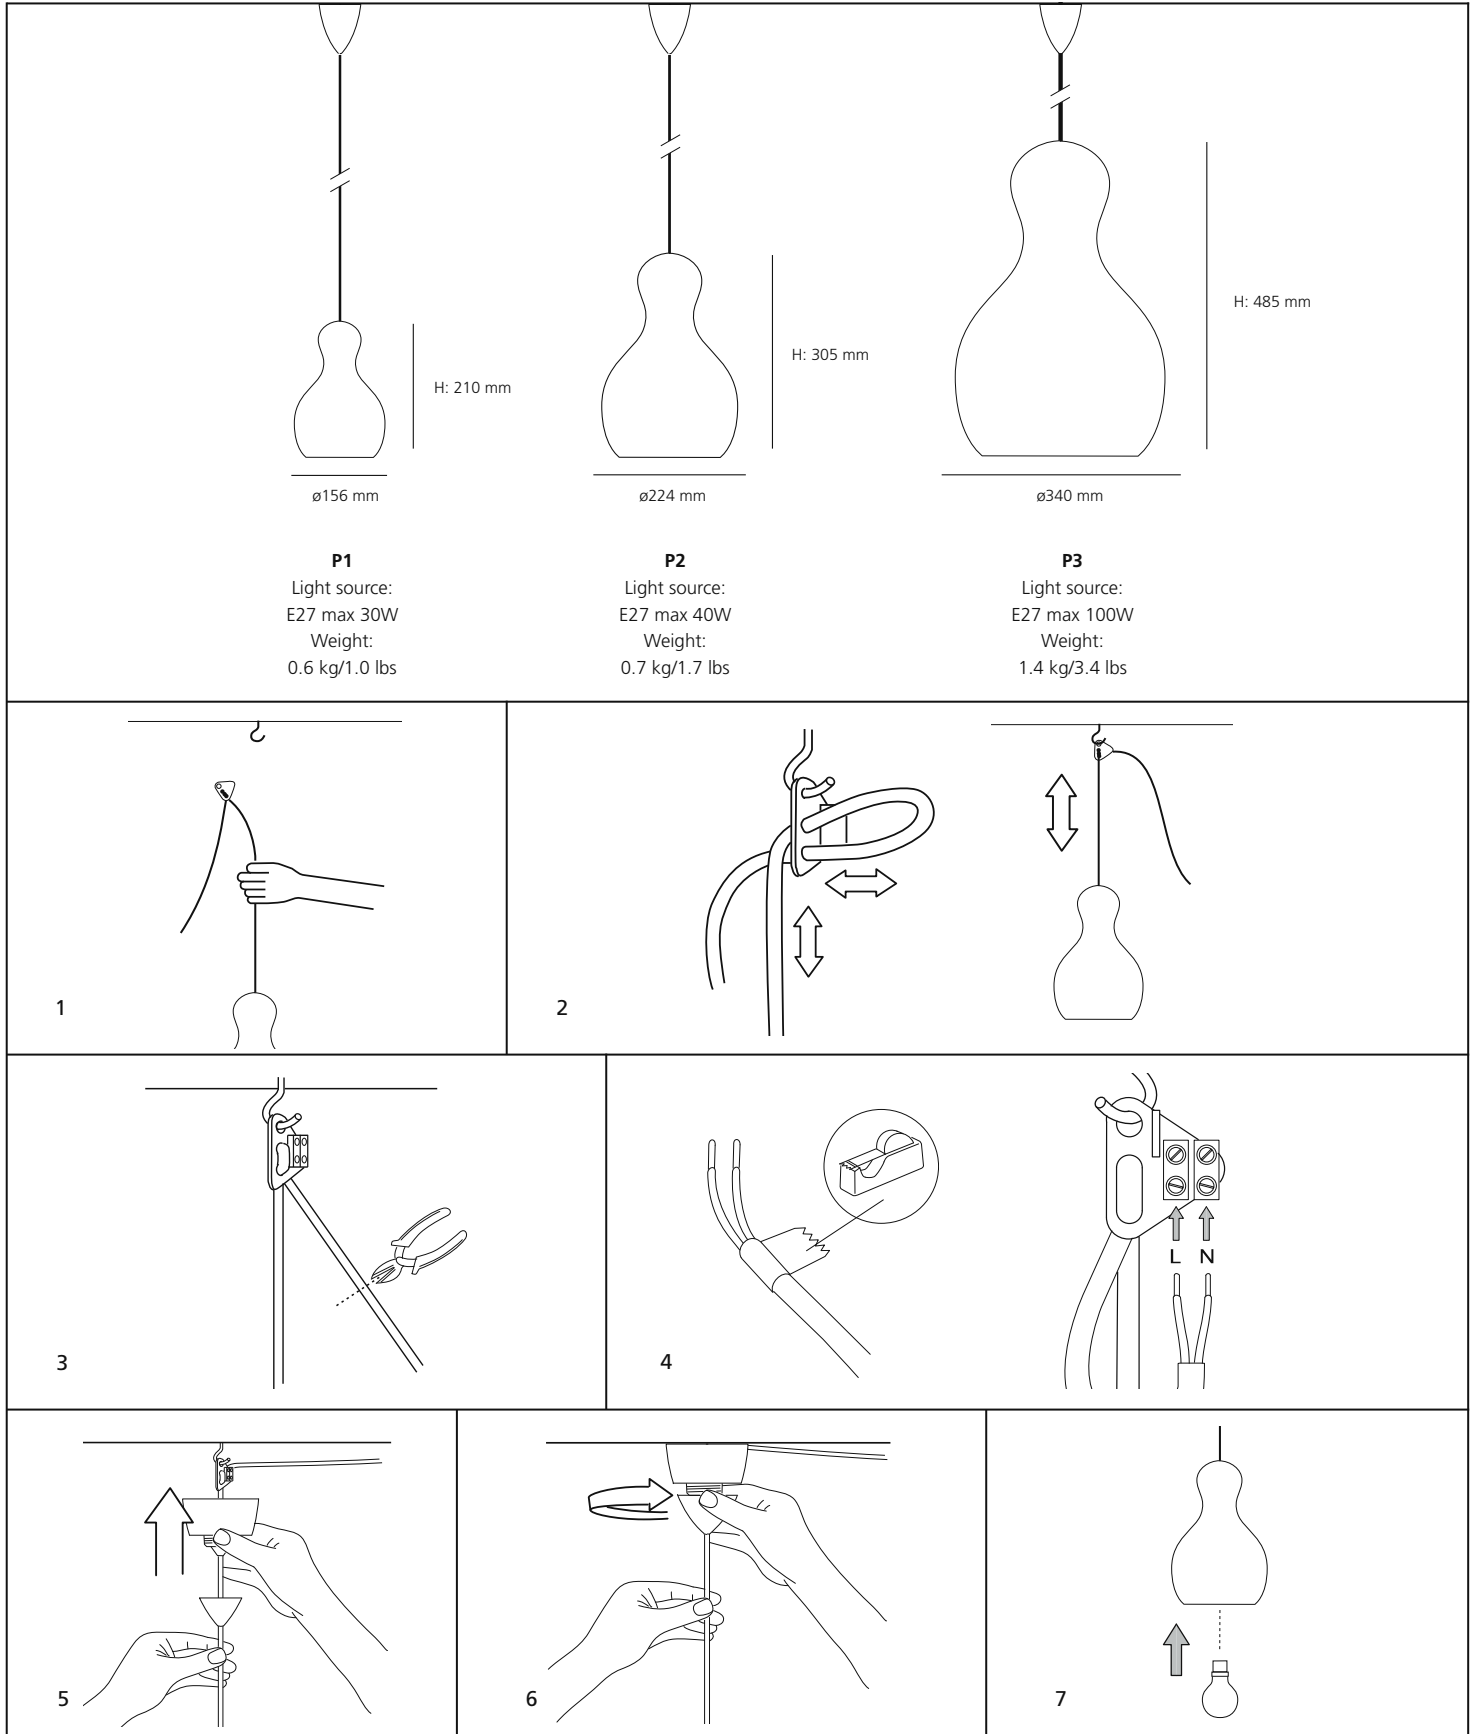 H: 210 mm
H: 305 mm
H: 485 mm
ø156 mm
ø224 mm
ø340 mm
P1
Light source:
E27 max 30W
Weight:
0.6 kg/1.0 lbs
P2
Light source:
E27 max 40W
Weight:
0.7 kg/1.7 lbs
P3
Light source:
E27 max 100W
Weight:
1.4 kg/3.4 lbs
1
2
3
4
L N
5
6
7